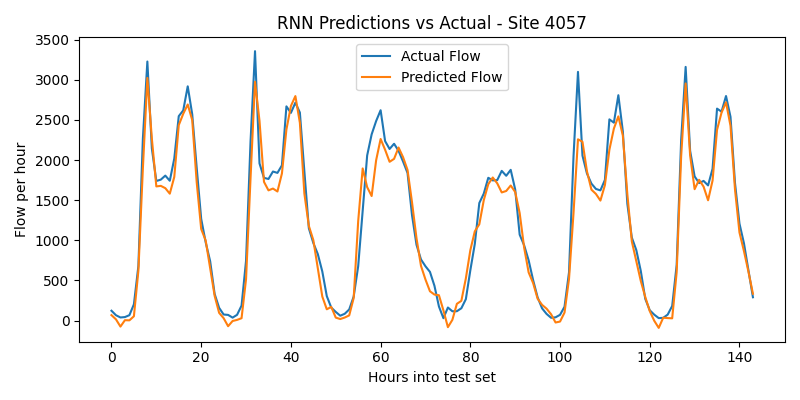 RNN Predictions vs Actual - Site 4057
Actual Flow
Predicted Flow
Flow per hour
3500
3000
2500
2000
1500
1000
500
0
0 20 40 60 80 100 120 140
Hours into test set